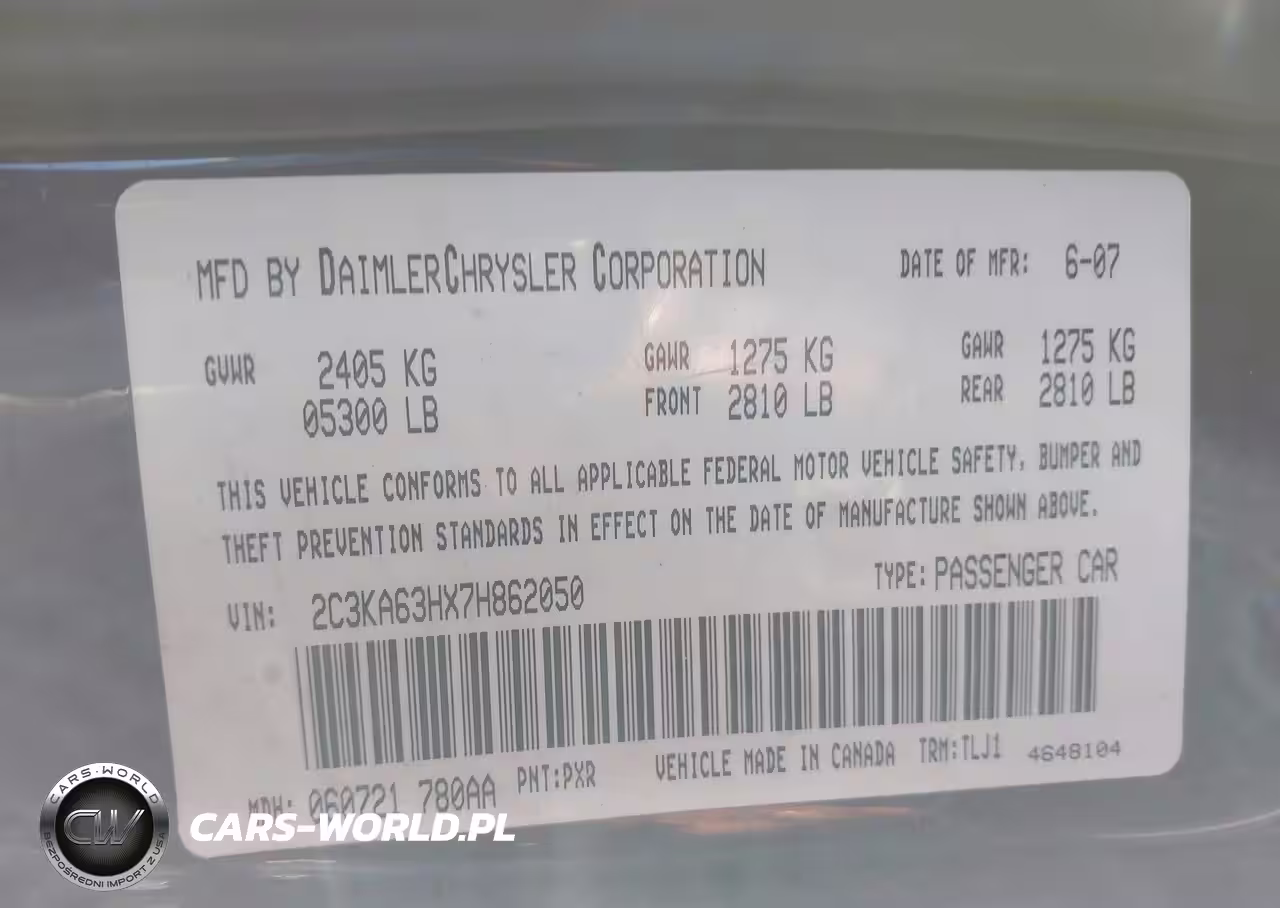 MFD BY DAIMLERCHRYSLER CORPORATION DATE OF MFR: 6-07
GVWR 2405 KG GAWR 1275 KG GAWR 1275 KG
05300 LB FRONT 2810 LB REAR 2810 LB
THIS VEHICLE CONFORMS TO ALL APPLICABLE FEDERAL MOTOR VEHICLE SAFETY, BUMPER AND
THEFT PREVENTION STANDARDS IN EFFECT ON THE DATE OF MANUFACTURE SHOWN ABOVE.
VIN: 2C3KA63HX7H862050 TYPE: PASSENGER CAR
MDH: 060721 780AA PNT:PXR VEHICLE MADE IN CANADA TRM:TLJ1 4648104
CARS-WORLD
CW
BEZPOŚREDNI IMPORT Z USA
CARS-WORLD.PL